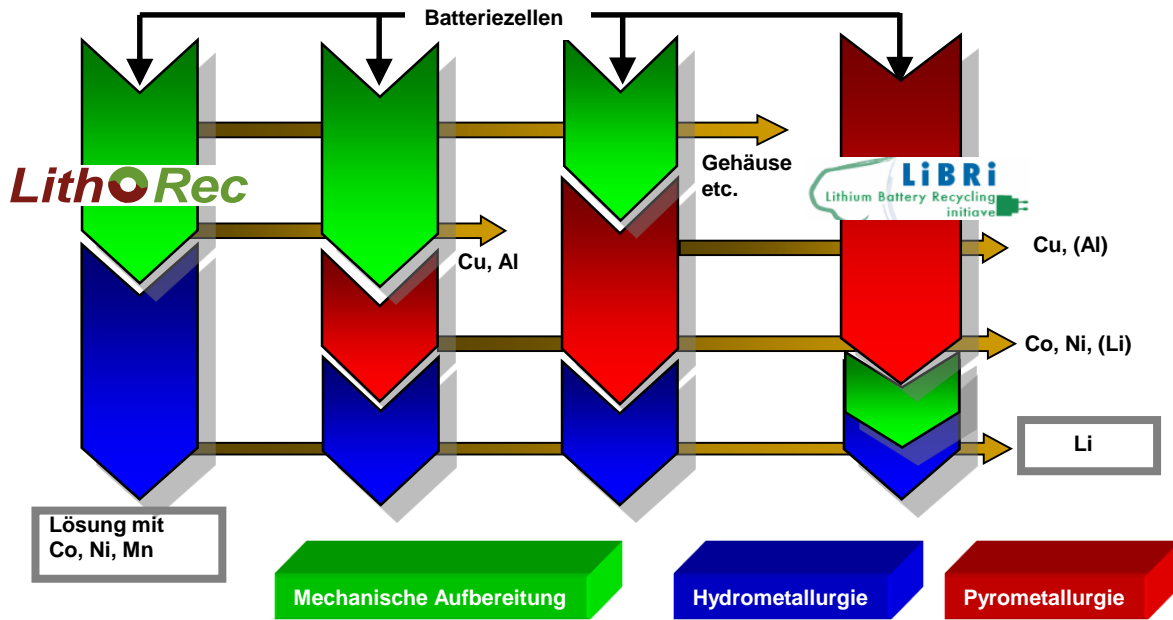 Batteriezellen
Gehäuse
etc.
LithoRec
LiBRi
Lithium Battery Recycling
initiave
Cu, Al
Cu, (Al)
Co, Ni, (Li)
Li
Lösung mit
Co, Ni, Mn
Mechanische Aufbereitung
Hydrometallurgie
Pyrometallurgie